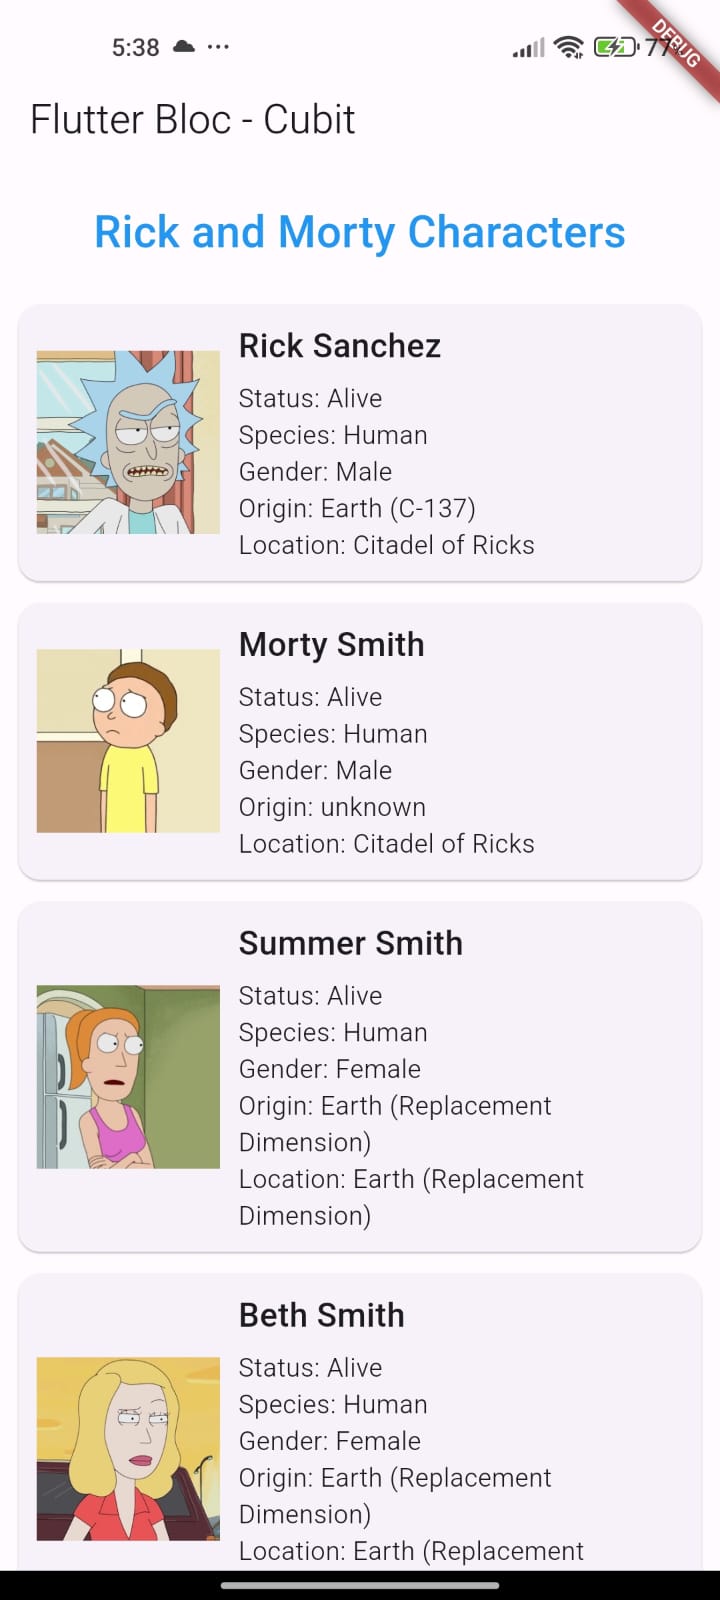 5:38
77
DEBUG
Flutter Bloc - Cubit
Rick and Morty Characters
Rick Sanchez
Status: Alive
Species: Human
Gender: Male
Origin: Earth (C-137)
Location: Citadel of Ricks
Morty Smith
Status: Alive
Species: Human
Gender: Male
Origin: unknown
Location: Citadel of Ricks
Summer Smith
Status: Alive
Species: Human
Gender: Female
Origin: Earth (Replacement
Dimension)
Location: Earth (Replacement
Dimension)
Beth Smith
Status: Alive
Species: Human
Gender: Female
Origin: Earth (Replacement
Dimension)
Location: Earth (Replacement